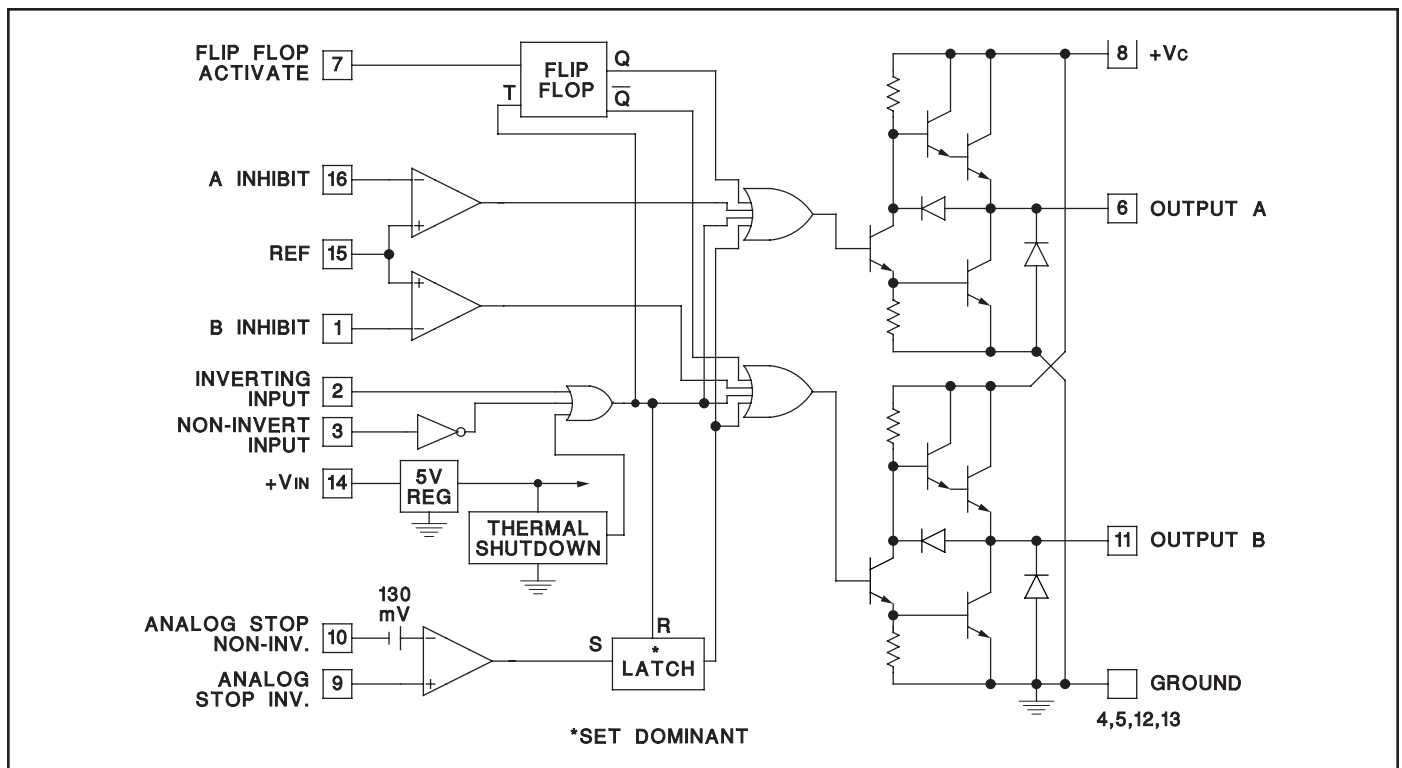 FLIP FLOP
ACTIVATE
7
FLIP
FLOP
T
Q
Q̅
8
+VC
A INHIBIT
16
−
+
6
OUTPUT A
REF
15
+
−
B INHIBIT
1
INVERTING
INPUT
2
NON-INVERT
INPUT
3
+VIN
14
5V
REG
THERMAL
SHUTDOWN
11
OUTPUT B
130
mV
ANALOG STOP
NON-INV.
10
−
+
ANALOG
STOP INV.
9
S
R
*
LATCH
GROUND
4,5,12,13
*SET DOMINANT